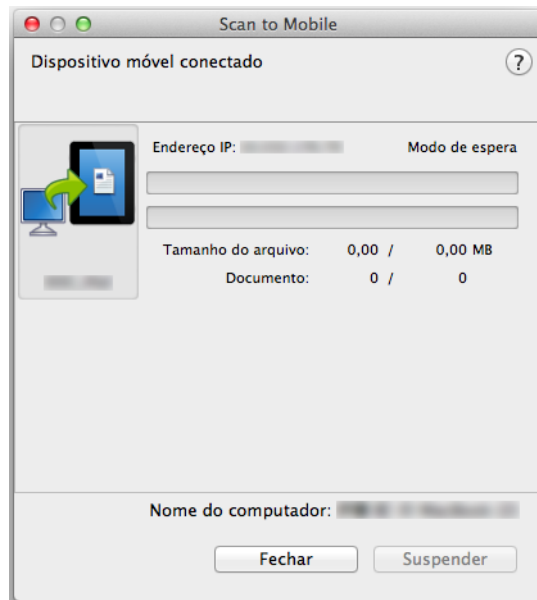 Scan to Mobile
Dispositivo móvel conectado
?
Endereço IP: Modo de espera
Tamanho do arquivo: 0,00 / 0,00 MB
Documento: 0 / 0
Nome do computador:
Fechar Suspender